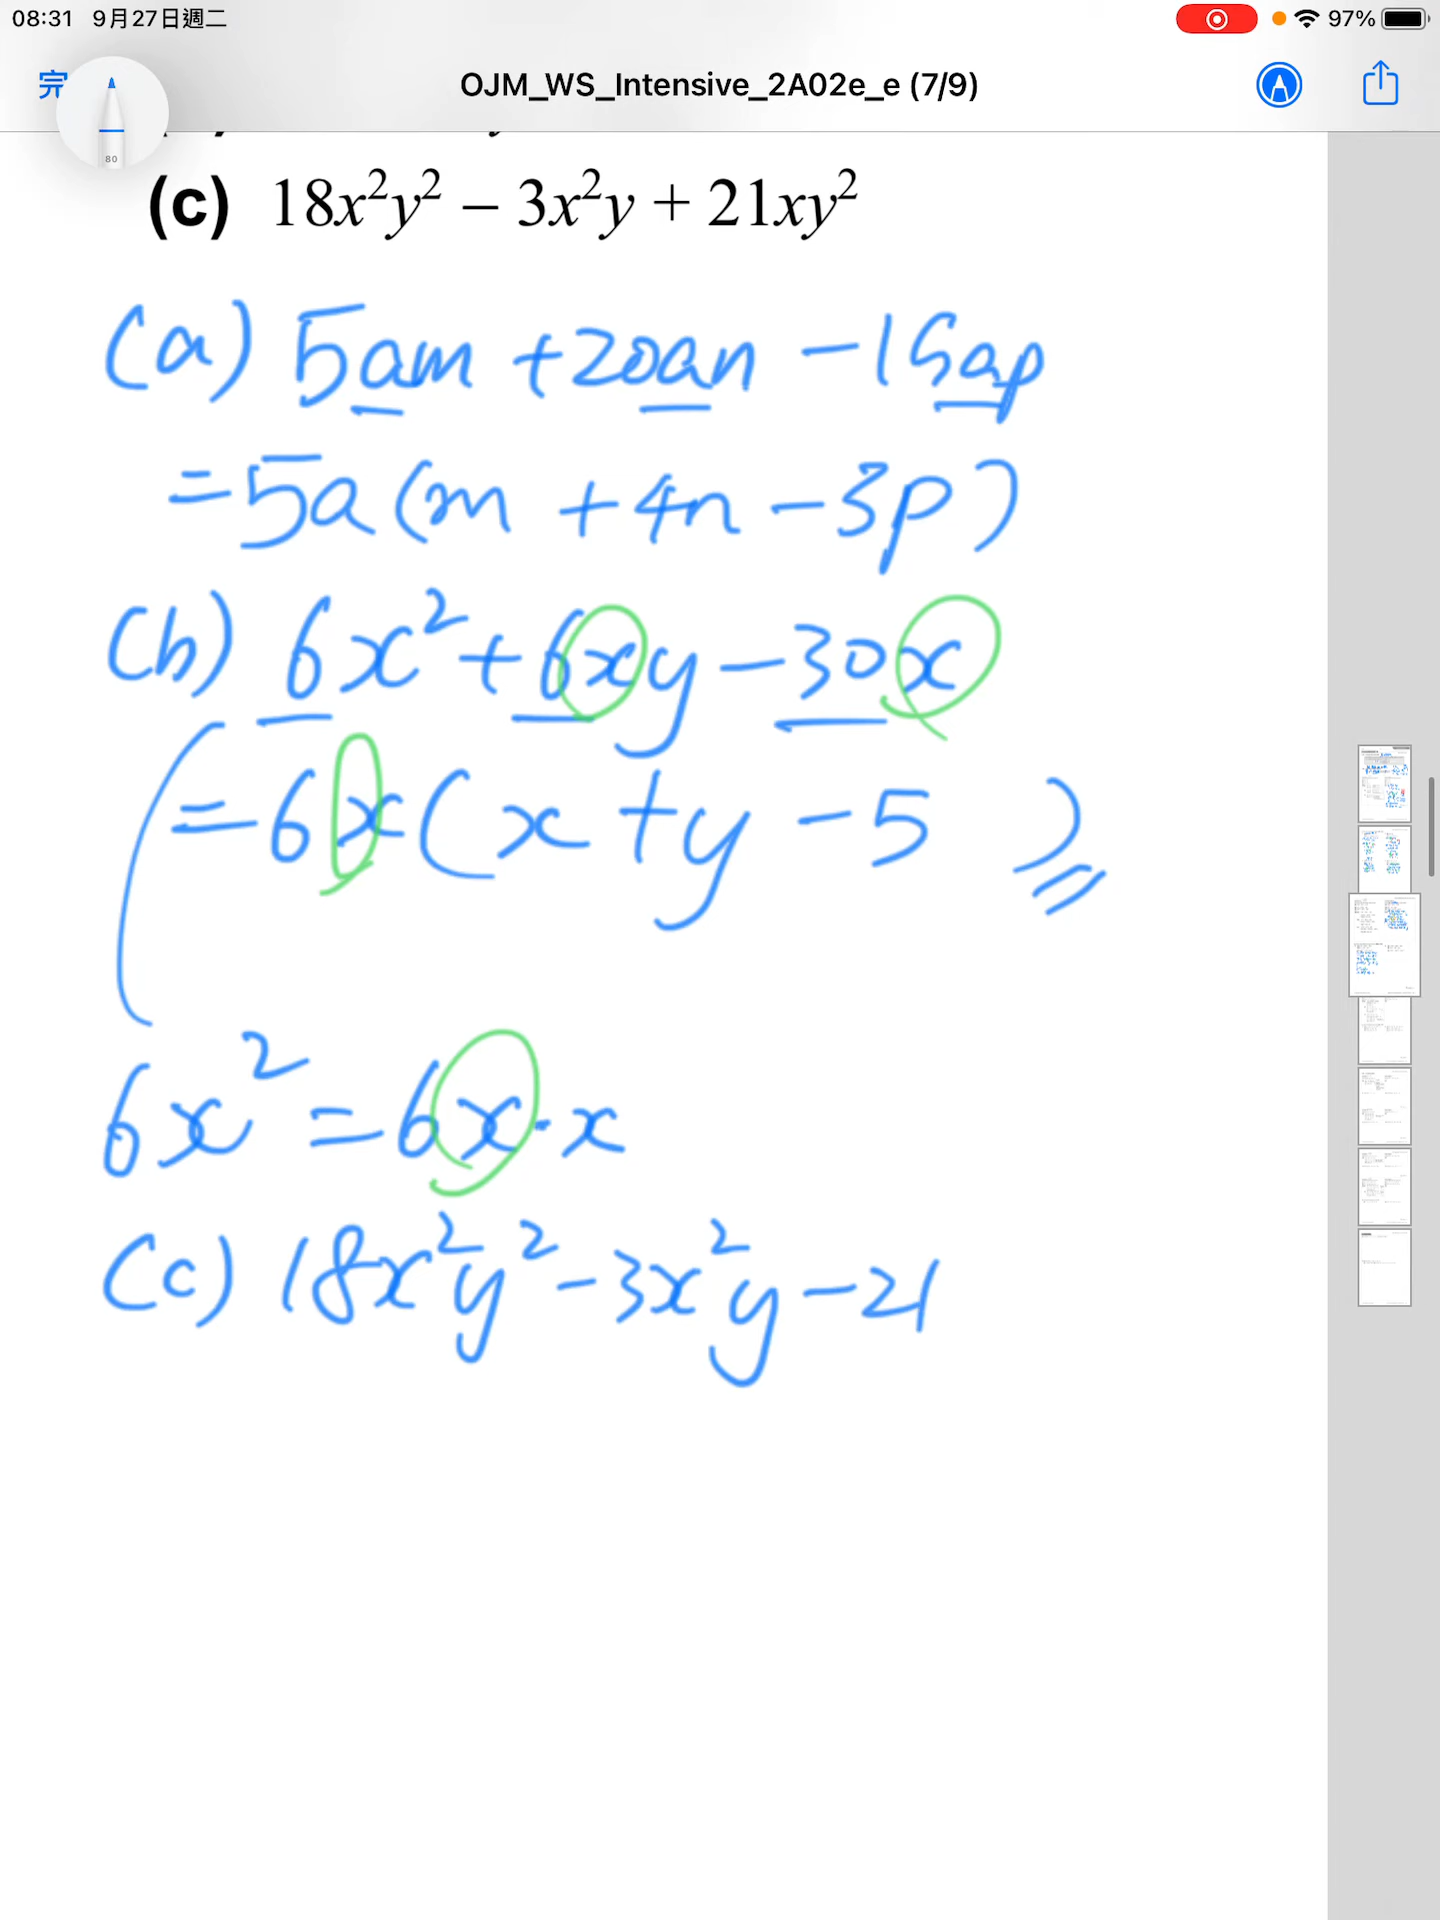 08:31 9月27日週二 97%
完 OJM_WS_Intensive_2A02e_e (7/9)
80
(c) 18x²y² – 3x²y + 21xy²
(a) 5am + 20an - 15ap
= 5a(m + 4n - 3p)
(b) 6x² + 6xy - 30x
= 6x(x + y - 5)
6x² = 6x·x
(c) 18x²y² - 3x²y - 21